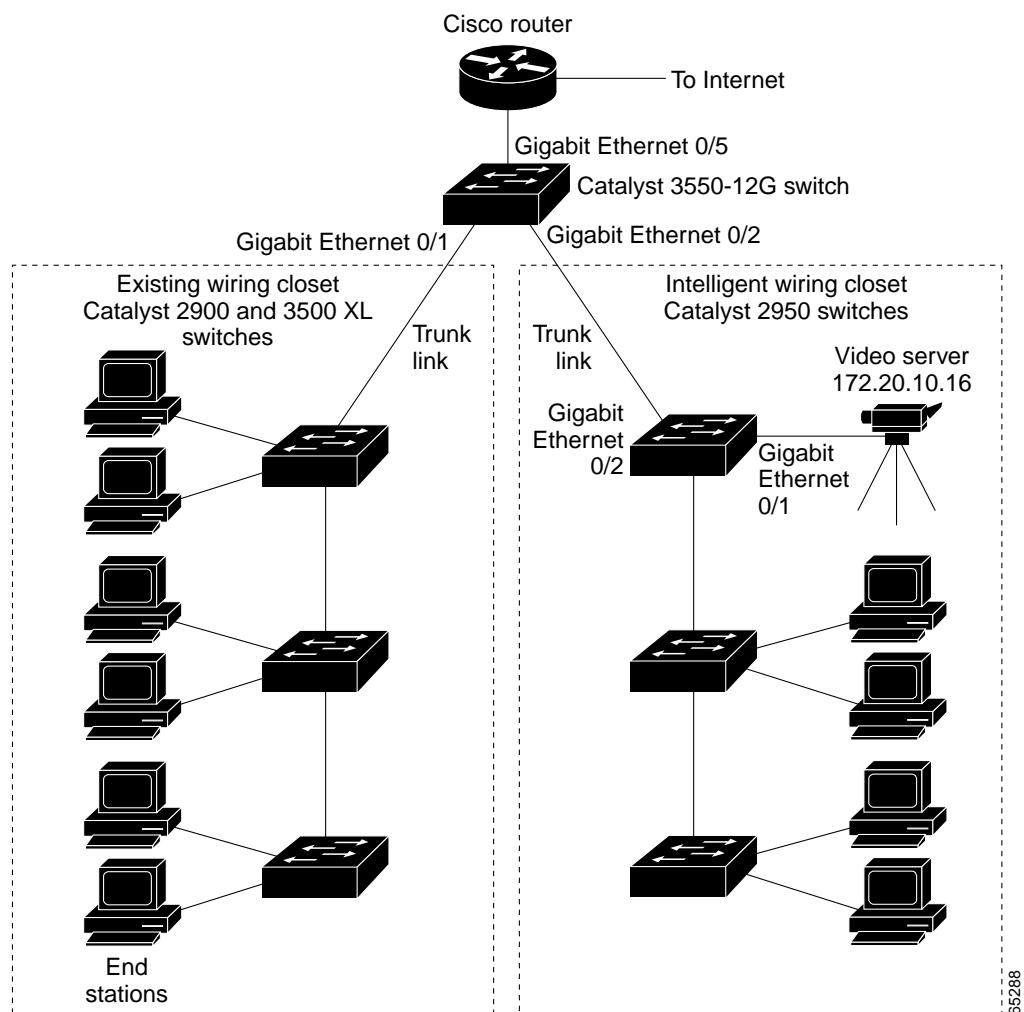 Cisco router
To Internet
Gigabit Ethernet 0/5
Catalyst 3550-12G switch
Gigabit Ethernet 0/1
Gigabit Ethernet 0/2
Existing wiring closet
Catalyst 2900 and 3500 XL
switches
Intelligent wiring closet
Catalyst 2950 switches
Trunk
link
Trunk
link
Video server
172.20.10.16
Gigabit
Ethernet
0/2
Gigabit
Ethernet
0/1
End
stations
65288